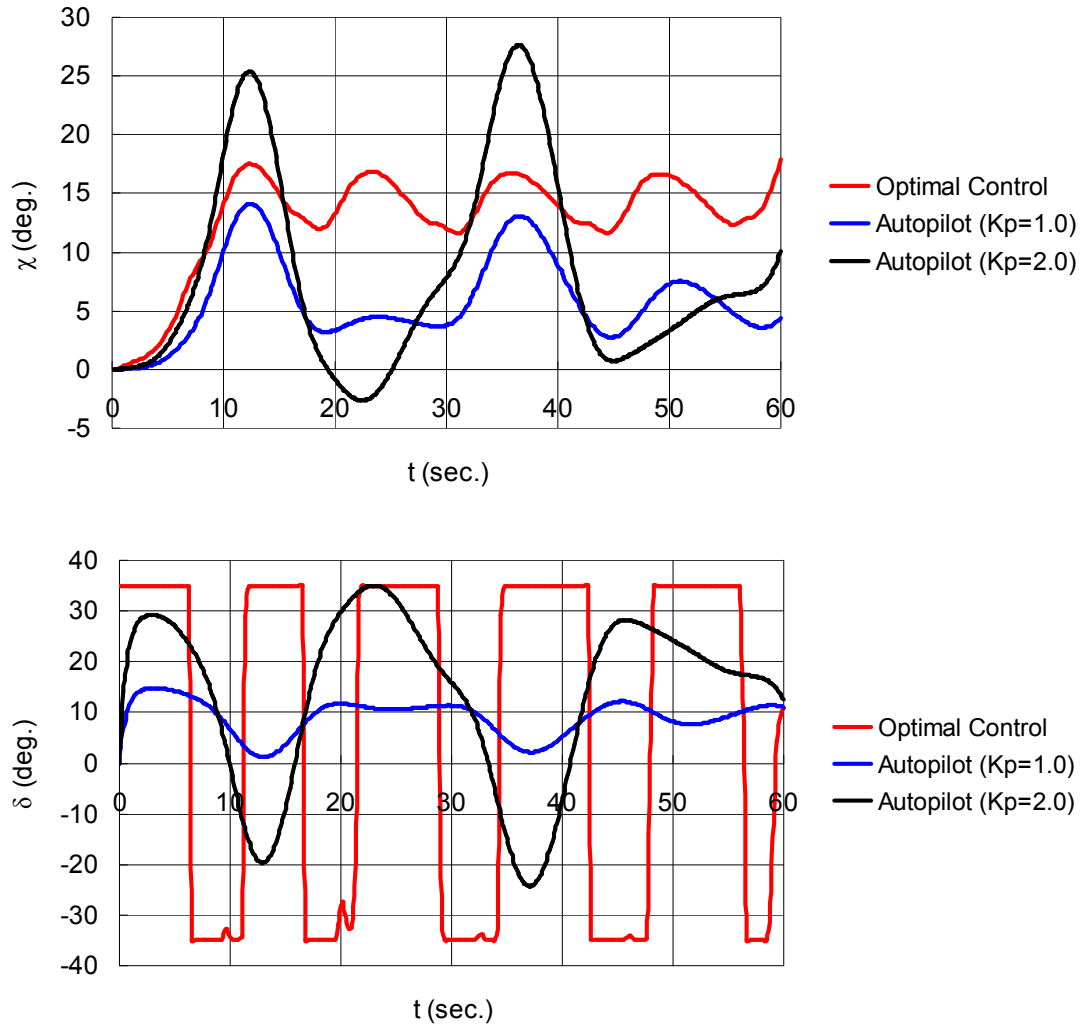 30
25
20
15
10
5
0
-5
χ (deg.)
0 10 20 30 40 50 60
t (sec.)
Optimal Control
Autopilot (Kp=1.0)
Autopilot (Kp=2.0)
40
30
20
10
0
-10
-20
-30
-40
δ (deg.)
0 10 20 30 40 50 60
t (sec.)
Optimal Control
Autopilot (Kp=1.0)
Autopilot (Kp=2.0)